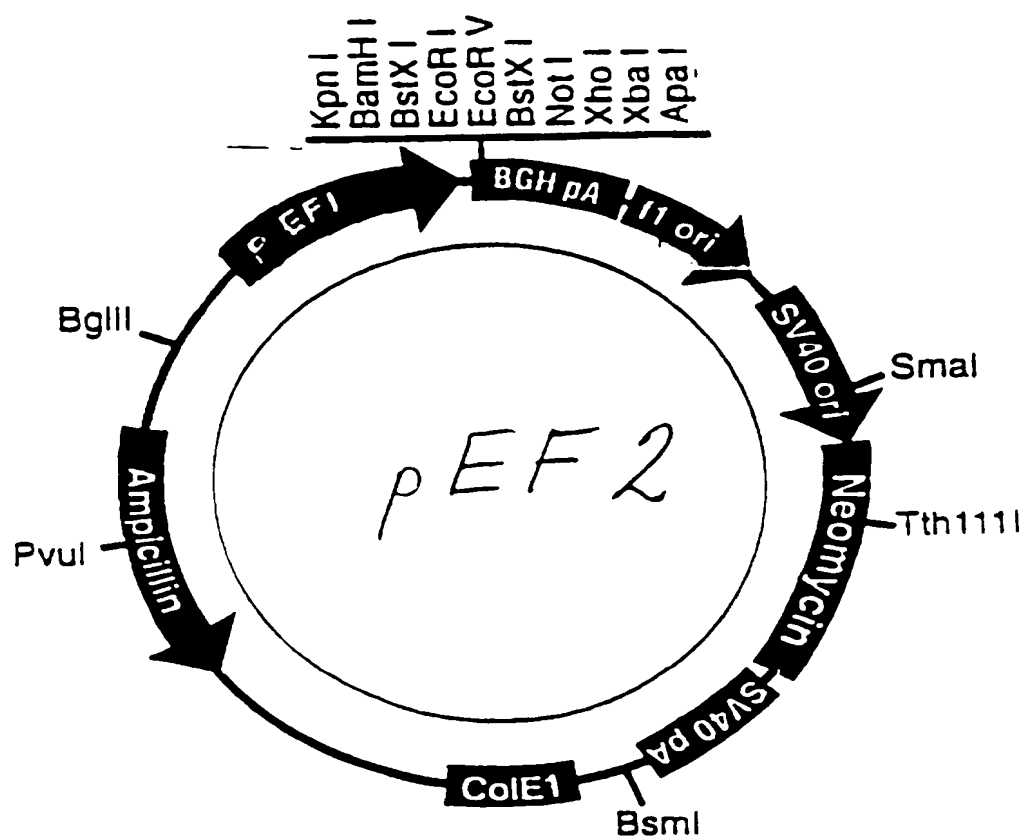 Kpn I
BamH I
BstX I
EcoR I
EcoR V
BstX I
Not I
Xho I
Xba I
Apa I
P EFI
BGH pA
f1 ori
SV40 ori
SmaI
Neomycin
Tth111I
SV40 pA
BsmI
ColE1
Ampicillin
PvuI
BglII
pEF2